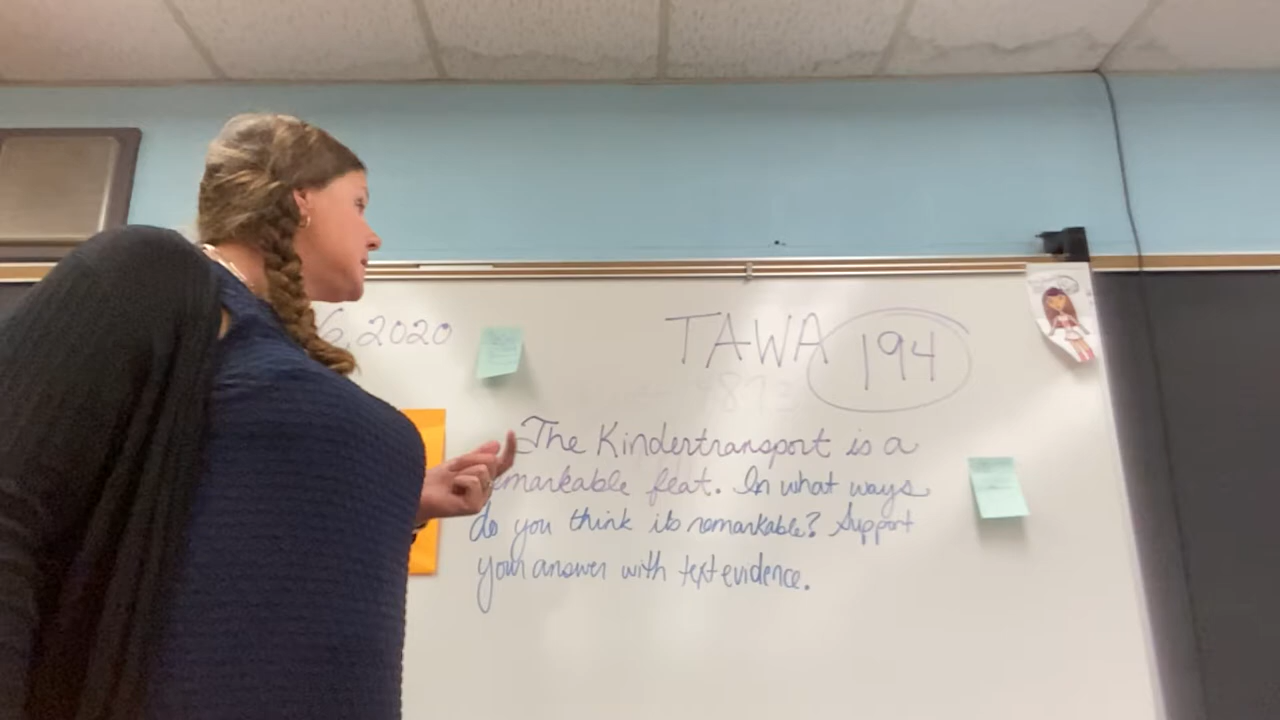 6, 2020
TAWA 194
The Kindertransport is a
remarkable feat. In what ways
do you think its remarkable? Support
your answer with text evidence.